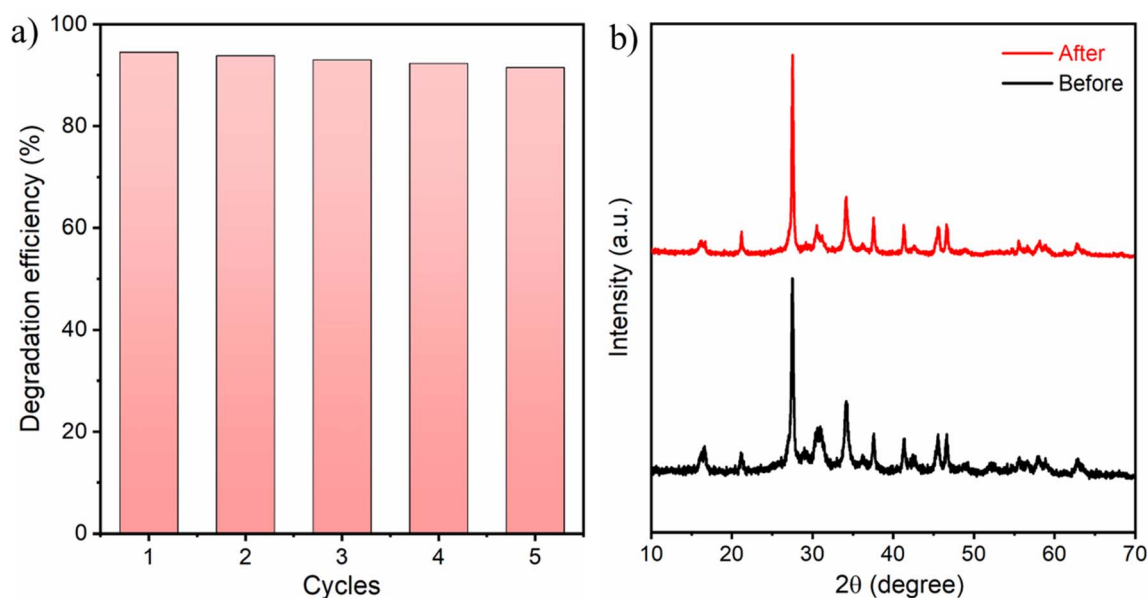 a)
Degradation efficiency (%)
100
80
60
40
20
0
1 2 3 4 5
Cycles
b)
After
Before
Intensity (a.u.)
10 20 30 40 50 60 70
2θ (degree)